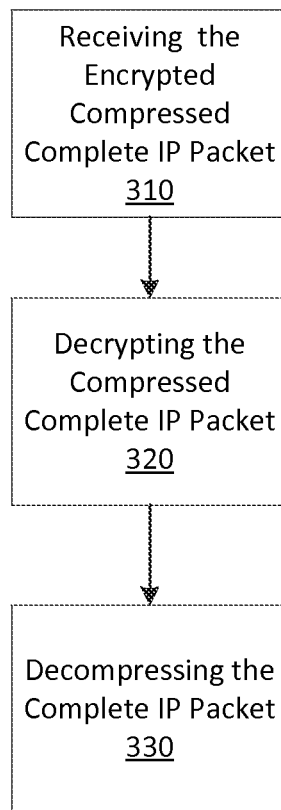 Receiving the
Encrypted
Compressed
Complete IP Packet
310
Decrypting the
Compressed
Complete IP Packet
320
Decompressing the
Complete IP Packet
330